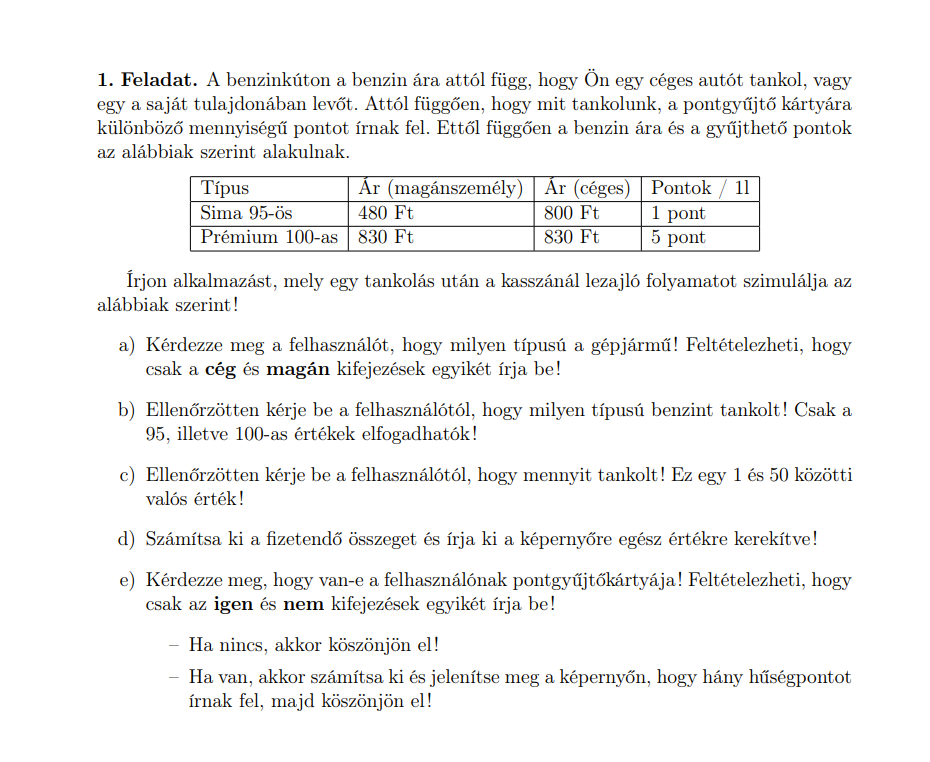 1. Feladat. A benzinkúton a benzin ára attól függ, hogy Ön egy céges autót tankol, vagy
egy a saját tulajdonában levőt. Attól függően, hogy mit tankolunk, a pontgyűjtő kártyára
különböző mennyiségű pontot írnak fel. Ettől függően a benzin ára és a gyűjthető pontok
az alábbiak szerint alakulnak.
Típus Ár (magánszemély) Ár (céges) Pontok / 1l
Sima 95-ös 480 Ft 800 Ft 1 pont
Prémium 100-as 830 Ft 830 Ft 5 pont
Írjon alkalmazást, mely egy tankolás után a kasszánál lezajló folyamatot szimulálja az
alábbiak szerint!
a) Kérdezze meg a felhasználót, hogy milyen típusú a gépjármű! Feltételezheti, hogy
csak a cég és magán kifejezések egyikét írja be!
b) Ellenőrzötten kérje be a felhasználótól, hogy milyen típusú benzint tankolt! Csak a
95, illetve 100-as értékek elfogadhatók!
c) Ellenőrzötten kérje be a felhasználótól, hogy mennyit tankolt! Ez egy 1 és 50 közötti
valós érték!
d) Számítsa ki a fizetendő összeget és írja ki a képernyőre egész értékre kerekítve!
e) Kérdezze meg, hogy van-e a felhasználónak pontgyűjtőkártyája! Feltételezheti, hogy
csak az igen és nem kifejezések egyikét írja be!
– Ha nincs, akkor köszönjön el!
– Ha van, akkor számítsa ki és jelenítse meg a képernyőn, hogy hány hűségpontot
írnak fel, majd köszönjön el!